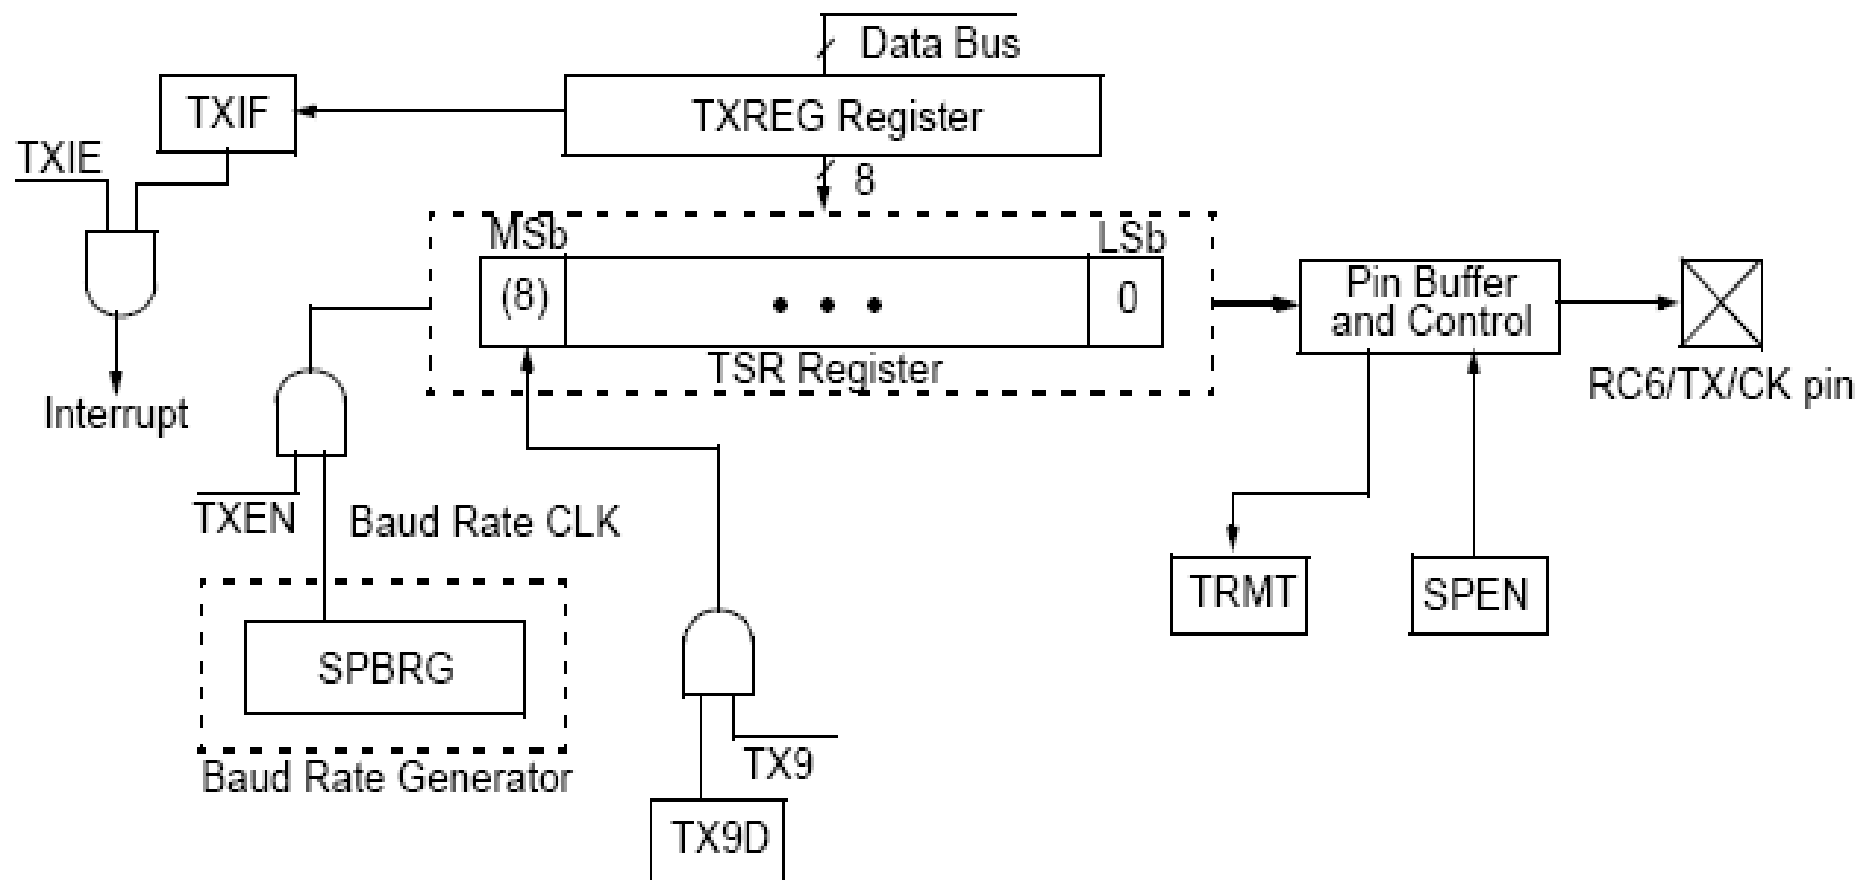 Data Bus
TXIF
TXREG Register
TXIE
8
MSb
LSb
(8)
0
Pin Buffer
and Control
TSR Register
RC6/TX/CK pin
Interrupt
TXEN
Baud Rate CLK
TRMT
SPEN
SPBRG
TX9
Baud Rate Generator
TX9D